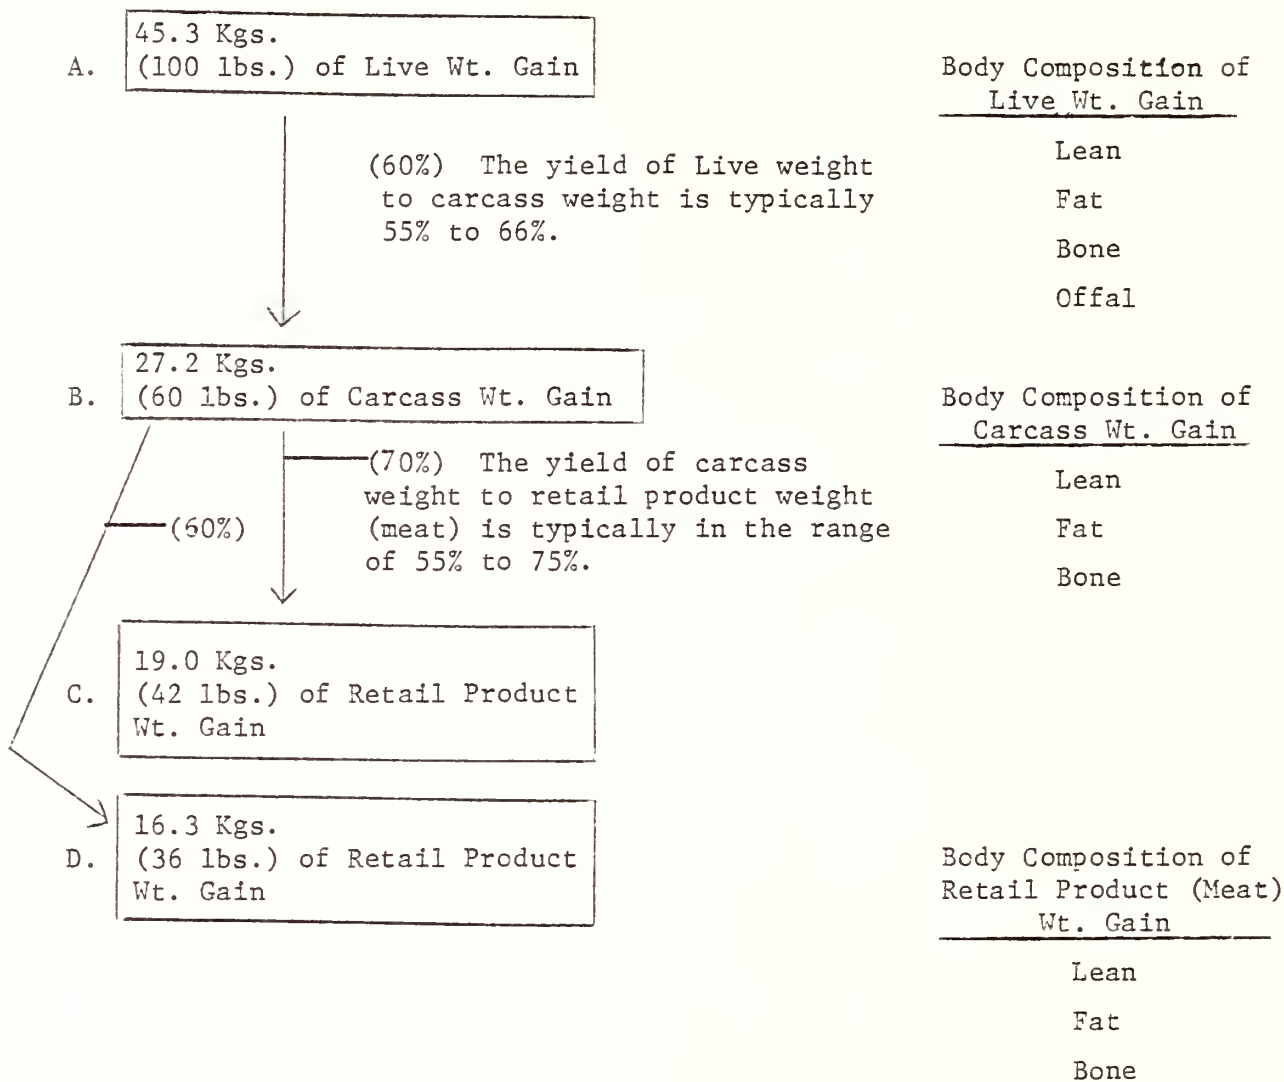 45.3 Kgs.
A. (100 lbs.) of Live Wt. Gain
Body Composition of
Live Wt. Gain
Lean
Fat
Bone
Offal
(60%) The yield of Live weight
to carcass weight is typically
55% to 66%.
27.2 Kgs.
B. (60 lbs.) of Carcass Wt. Gain
Body Composition of
Carcass Wt. Gain
Lean
Fat
Bone
(70%) The yield of carcass
weight to retail product weight
(meat) is typically in the range
of 55% to 75%.
(60%)
19.0 Kgs.
C. (42 lbs.) of Retail Product
Wt. Gain
16.3 Kgs.
D. (36 lbs.) of Retail Product
Wt. Gain
Body Composition of
Retail Product (Meat)
Wt. Gain
Lean
Fat
Bone